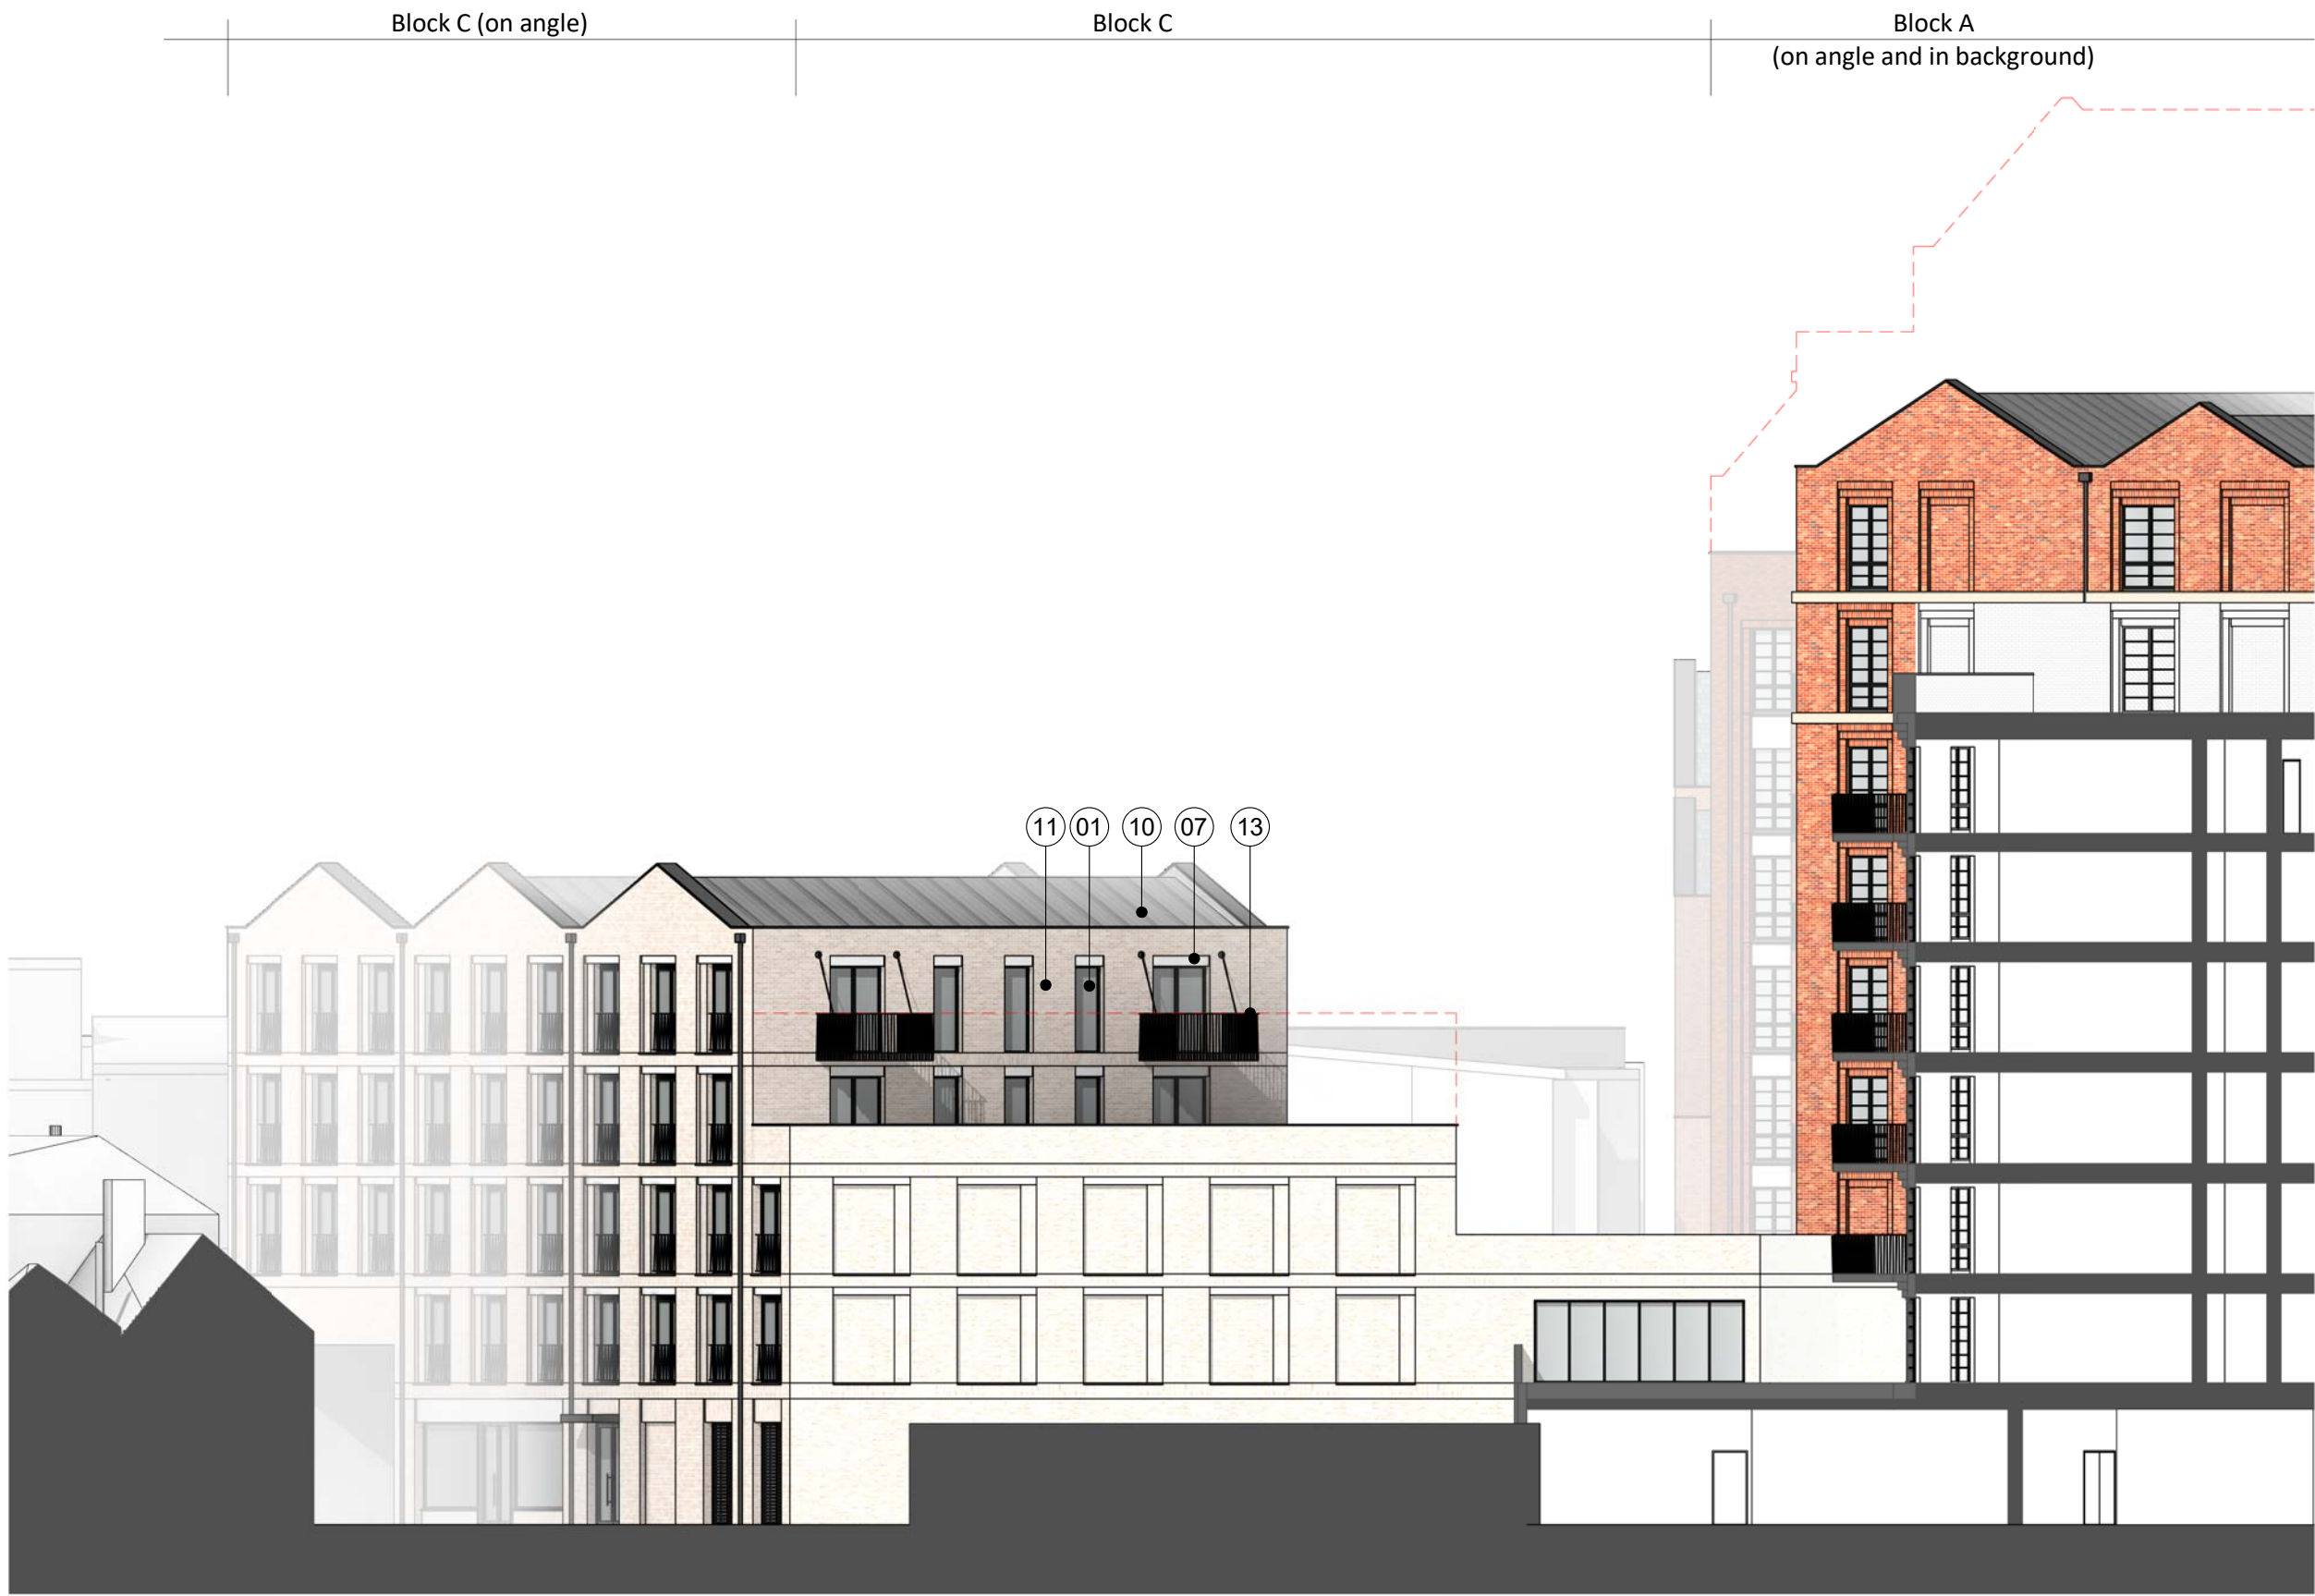 Block C (on angle)
Block C
Block A
(on angle and in background)
11
01
10
07
13